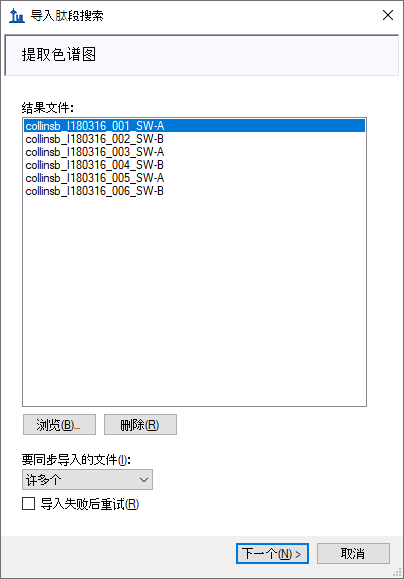 导入肽段搜索
提取色谱图
结果文件:
collinsb_I180316_001_SW-A
collinsb_I180316_002_SW-B
collinsb_I180316_003_SW-A
collinsb_I180316_004_SW-B
collinsb_I180316_005_SW-A
collinsb_I180316_006_SW-B
浏览(B)... 删除(R)
要同步导入的文件(I):
许多个
导入失败后重试(R)
下一个(N) > 取消